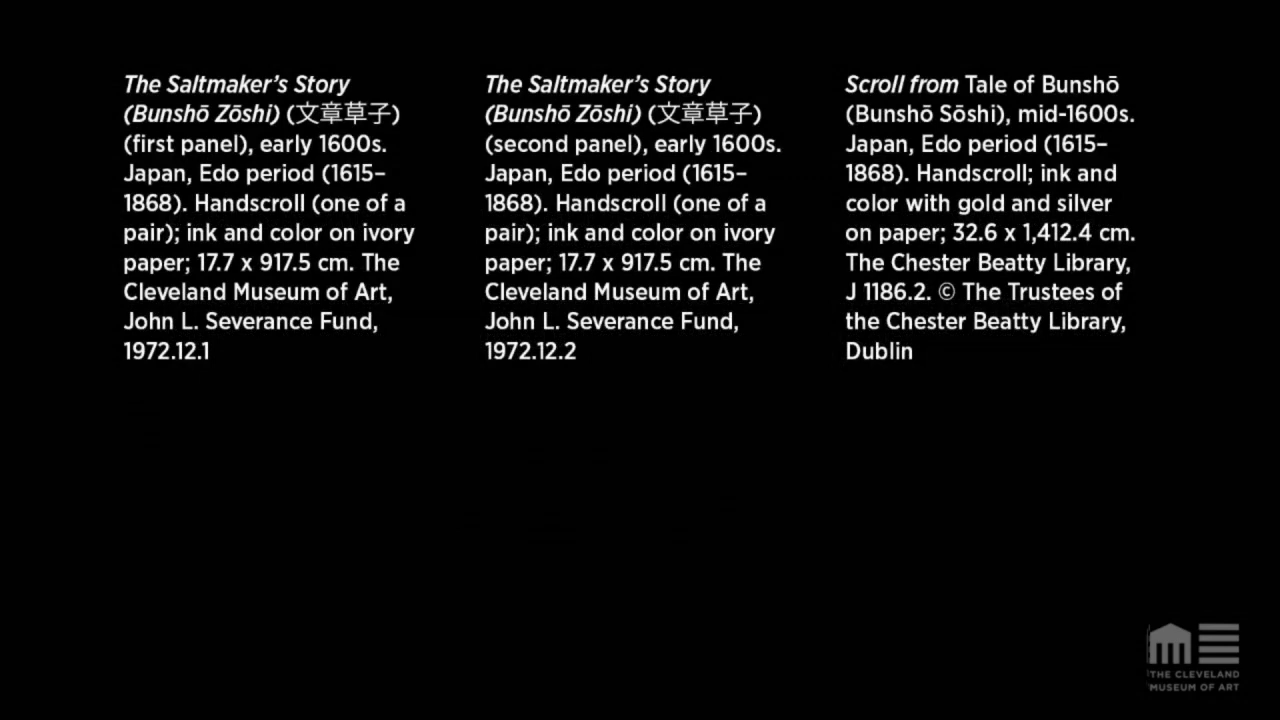 The Saltmaker’s Story
(Bunshō Zōshi) (文章草子)
(first panel), early 1600s.
Japan, Edo period (1615–
1868). Handscroll (one of a
pair); ink and color on ivory
paper; 17.7 x 917.5 cm. The
Cleveland Museum of Art,
John L. Severance Fund,
1972.12.1
The Saltmaker’s Story
(Bunshō Zōshi) (文章草子)
(second panel), early 1600s.
Japan, Edo period (1615–
1868). Handscroll (one of a
pair); ink and color on ivory
paper; 17.7 x 917.5 cm. The
Cleveland Museum of Art,
John L. Severance Fund,
1972.12.2
Scroll from Tale of Bunshō
(Bunshō Sōshi), mid-1600s.
Japan, Edo period (1615–
1868). Handscroll; ink and
color with gold and silver
on paper; 32.6 x 1,412.4 cm.
The Chester Beatty Library,
J 1186.2. © The Trustees of
the Chester Beatty Library,
Dublin
THE CLEVELAND
MUSEUM OF ART